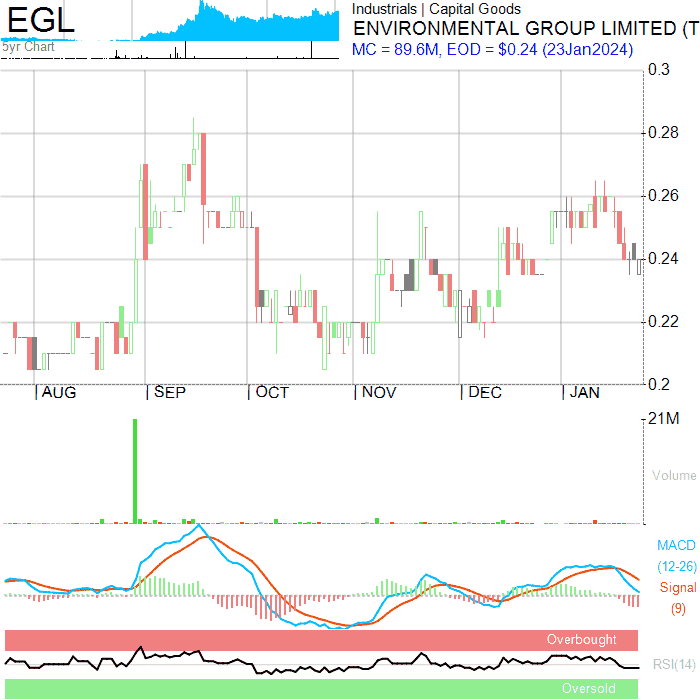 EGL
5yr Chart
Industrials | Capital Goods
ENVIRONMENTAL GROUP LIMITED (T
MC = 89.6M, EOD = $0.24 (23Jan2024)
0.3
0.28
0.26
0.24
0.22
0.2
| AUG | SEP | OCT | NOV | DEC | JAN
21M
Volume
MACD
(12-26)
Signal
(9)
Overbought
RSI(14)
Oversold